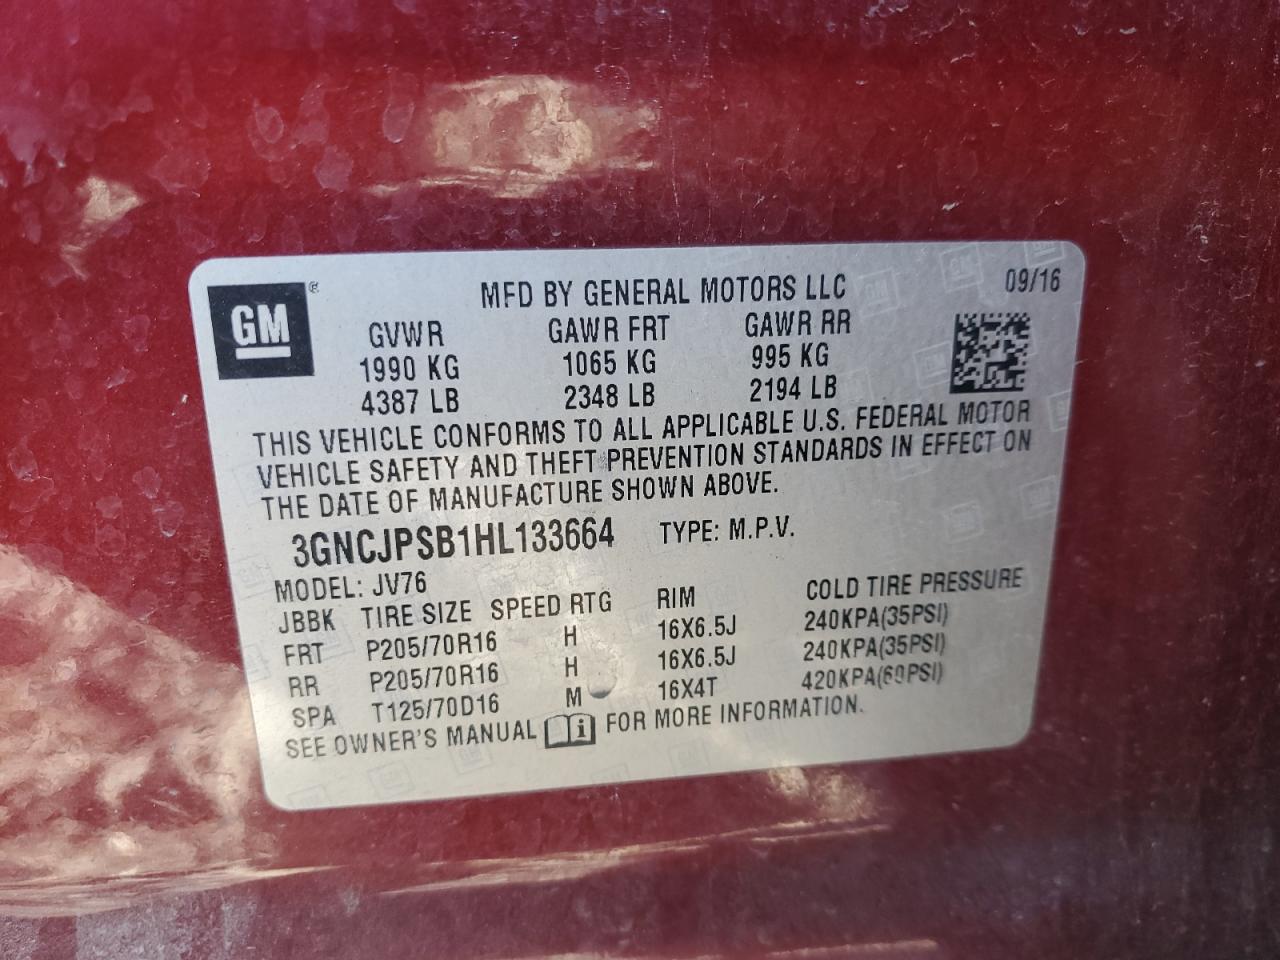 GM ®
MFD BY GENERAL MOTORS LLC 09/16
GVWR GAWR FRT GAWR RR
1990 KG 1065 KG 995 KG
4387 LB 2348 LB 2194 LB
THIS VEHICLE CONFORMS TO ALL APPLICABLE U.S. FEDERAL MOTOR
VEHICLE SAFETY AND THEFT PREVENTION STANDARDS IN EFFECT ON
THE DATE OF MANUFACTURE SHOWN ABOVE.
3GNCJPSB1HL133664 TYPE: M.P.V.
MODEL: JV76
JBBK TIRE SIZE SPEED RTG RIM COLD TIRE PRESSURE
FRT P205/70R16 H 16X6.5J 240KPA(35PSI)
RR P205/70R16 H 16X6.5J 240KPA(35PSI)
SPA T125/70D16 M 16X4T 420KPA(60PSI)
SEE OWNER'S MANUAL i FOR MORE INFORMATION.